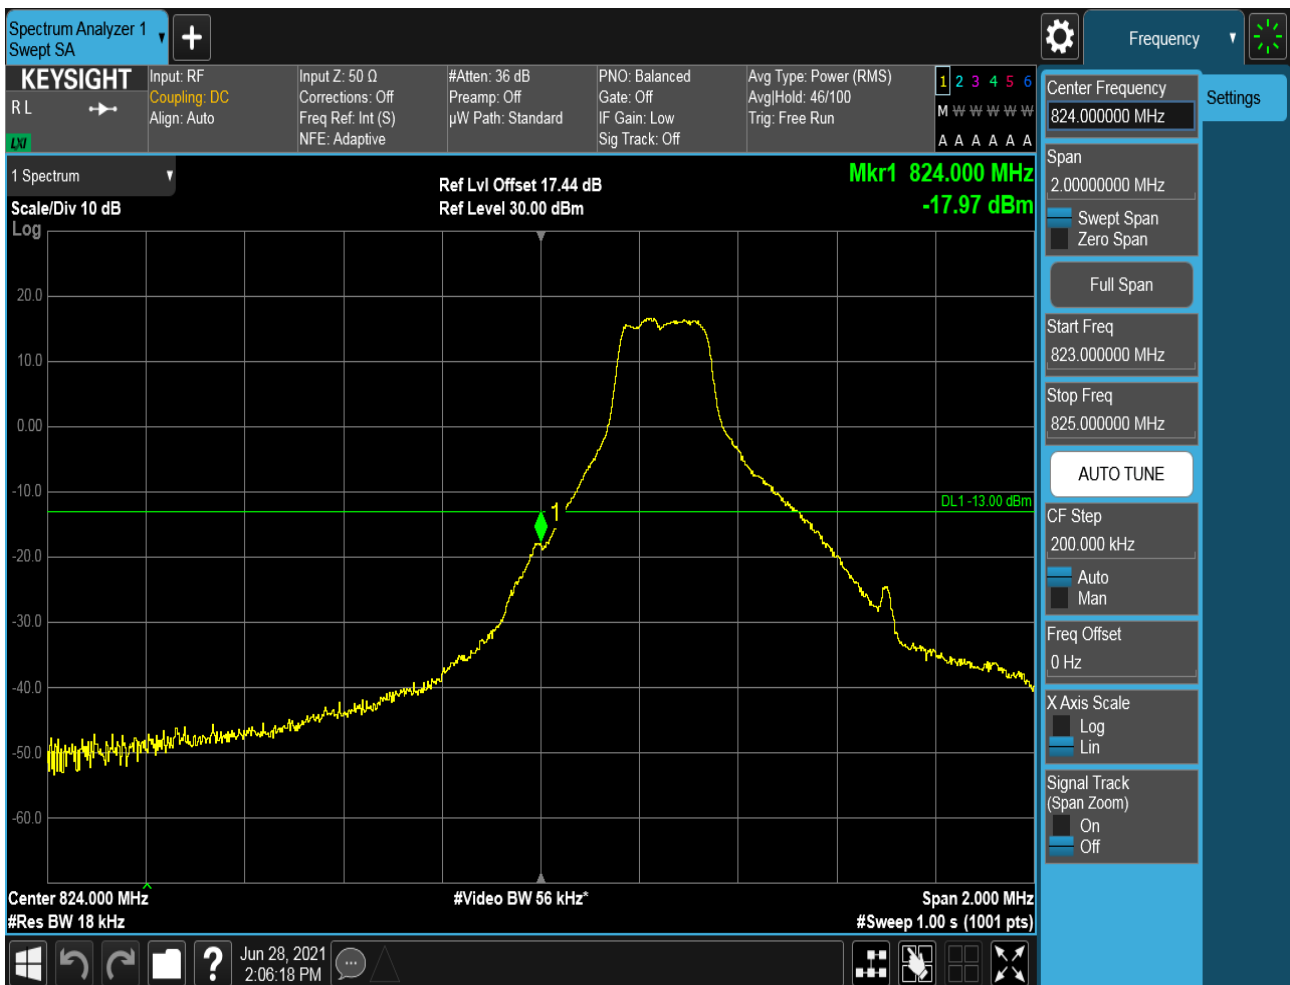 Spectrum Analyzer 1
Swept SA
Frequency
KEYSIGHT
R L
LXI
Input: RF
Coupling: DC
Align: Auto
Input Z: 50 Ω
Corrections: Off
Freq Ref: Int (S)
NFE: Adaptive
#Atten: 36 dB
Preamp: Off
µW Path: Standard
PNO: Balanced
Gate: Off
IF Gain: Low
Sig Track: Off
Avg Type: Power (RMS)
Avg|Hold: 46/100
Trig: Free Run
1 2 3 4 5 6
M W W W W W
A A A A A A
1 Spectrum
Scale/Div 10 dB
Log
Ref Lvl Offset 17.44 dB
Ref Level 30.00 dBm
Mkr1 824.000 MHz
-17.97 dBm
20.0
10.0
0.00
-10.0
-20.0
-30.0
-40.0
-50.0
-60.0
DL1 -13.00 dBm
1
Center 824.000 MHz
#Res BW 18 kHz
#Video BW 56 kHz*
Span 2.000 MHz
#Sweep 1.00 s (1001 pts)
Center Frequency
824.000000 MHz
Settings
Span
2.00000000 MHz
Swept Span
Zero Span
Full Span
Start Freq
823.000000 MHz
Stop Freq
825.000000 MHz
AUTO TUNE
CF Step
200.000 kHz
Auto
Man
Freq Offset
0 Hz
X Axis Scale
Log
Lin
Signal Track
(Span Zoom)
On
Off
?
Jun 28, 2021
2:06:18 PM